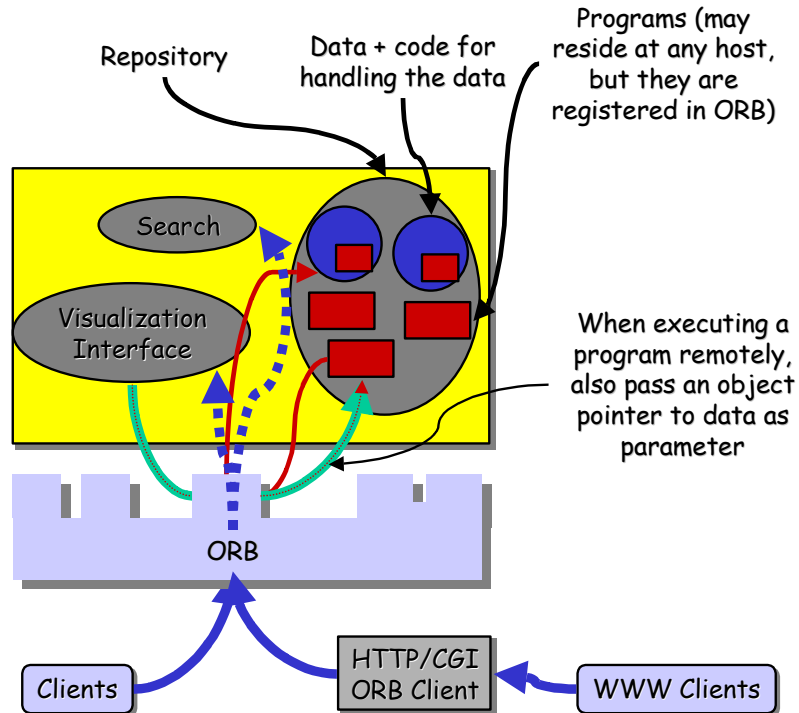 Repository
Data + code for
handling the data
Programs (may
reside at any host,
but they are
registered in ORB)
Search
Visualization
Interface
When executing a
program remotely,
also pass an object
pointer to data as
parameter
ORB
Clients
HTTP/CGI
ORB Client
WWW Clients